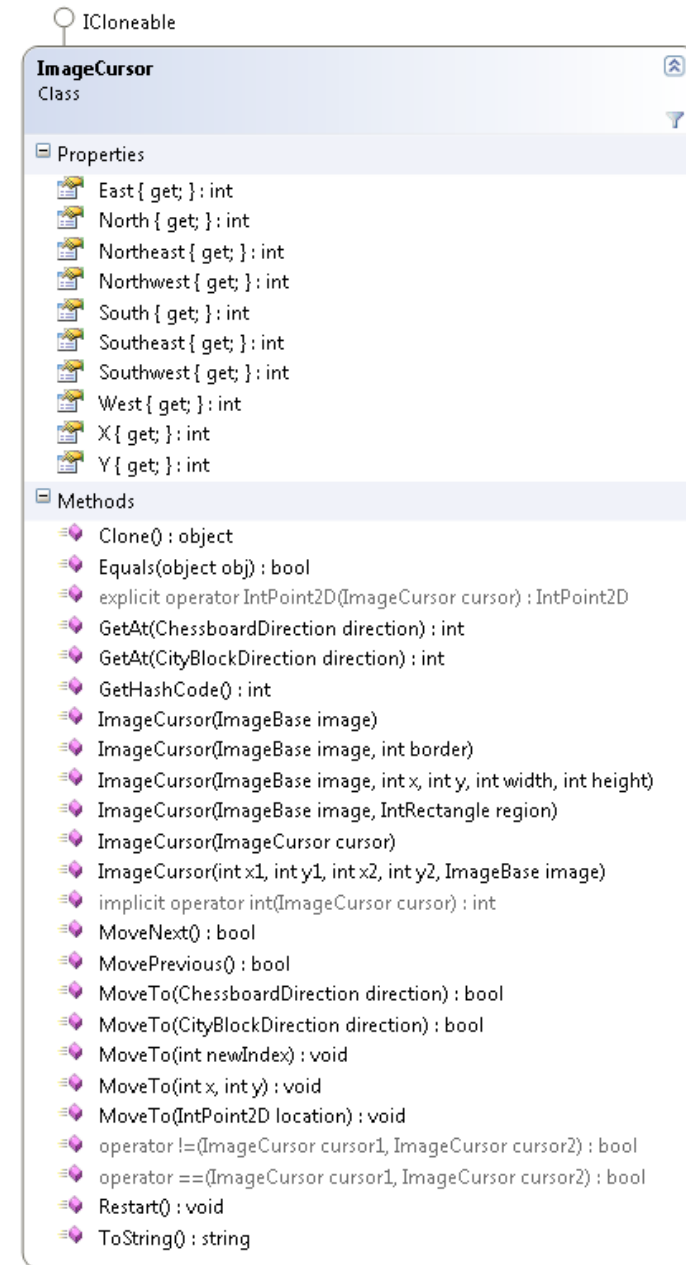 ICloneable
ImageCursor
Class
Properties
East { get; } : int
North { get; } : int
Northeast { get; } : int
Northwest { get; } : int
South { get; } : int
Southeast { get; } : int
Southwest { get; } : int
West { get; } : int
X { get; } : int
Y { get; } : int
Methods
Clone() : object
Equals(object obj) : bool
explicit operator IntPoint2D(ImageCursor cursor) : IntPoint2D
GetAt(ChessboardDirection direction) : int
GetAt(CityBlockDirection direction) : int
GetHashCode() : int
ImageCursor(ImageBase image)
ImageCursor(ImageBase image, int border)
ImageCursor(ImageBase image, int x, int y, int width, int height)
ImageCursor(ImageBase image, IntRectangle region)
ImageCursor(ImageCursor cursor)
ImageCursor(int x1, int y1, int x2, int y2, ImageBase image)
implicit operator int(ImageCursor cursor) : int
MoveNext() : bool
MovePrevious() : bool
MoveTo(ChessboardDirection direction) : bool
MoveTo(CityBlockDirection direction) : bool
MoveTo(int newIndex) : void
MoveTo(int x, int y) : void
MoveTo(IntPoint2D location) : void
operator !=(ImageCursor cursor1, ImageCursor cursor2) : bool
operator ==(ImageCursor cursor1, ImageCursor cursor2) : bool
Restart() : void
ToString() : string